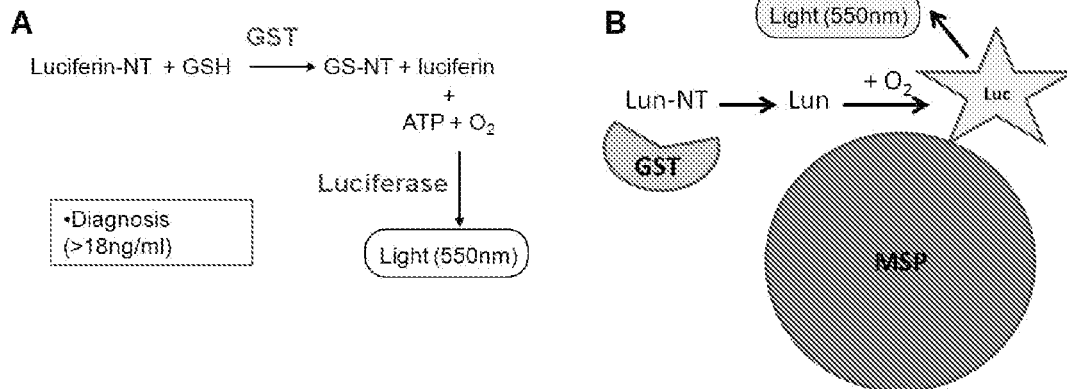 A
GST
Luciferin-NT + GSH → GS-NT + luciferin
+
ATP + O₂
Luciferase
•Diagnosis
(>18ng/ml)
Light (550nm)
B
Light (550nm)
+ O₂
Luc
Lun-NT → Lun
GST
MSP